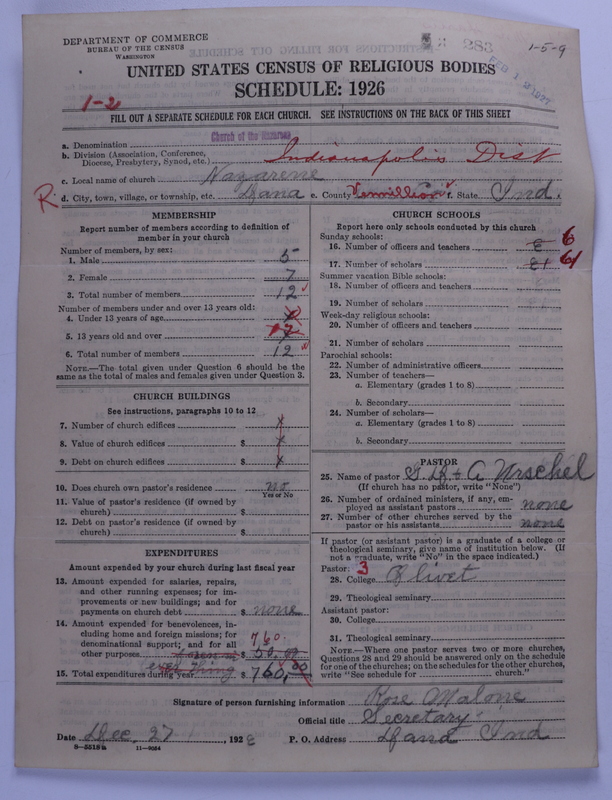 DEPARTMENT OF COMMERCE
BUREAU OF THE CENSUS
WASHINGTON
283
1-5-9
FEB 12 1927
UNITED STATES CENSUS OF RELIGIOUS BODIES
SCHEDULE: 1926
1-2
FILL OUT A SEPARATE SCHEDULE FOR EACH CHURCH. SEE INSTRUCTIONS ON THE BACK OF THIS SHEET
a. Denomination Church of the Nazarene
b. Division (Association, Conference, Diocese, Presbytery, Synod, etc.) Indianapolis Dist
c. Local name of church Nazarene
R. d. City, town, village, or township, etc. Dana e. County Vermillion f. State Ind.
MEMBERSHIP
Report number of members according to definition of member in your church
Number of members, by sex:
1. Male 5
2. Female 7
3. Total number of members 12
Number of members under and over 13 years old:
4. Under 13 years of age
5. 13 years old and over
6. Total number of members 12
NOTE.—The total given under Question 6 should be the same as the total of males and females given under Question 3.
CHURCH BUILDINGS
See instructions, paragraphs 10 to 12
7. Number of church edifices x
8. Value of church edifices $ x
9. Debt on church edifices $ x
10. Does church own pastor's residence no
Yes or No
11. Value of pastor's residence (if owned by church) $
12. Debt on pastor's residence (if owned by church) $
EXPENDITURES
Amount expended by your church during last fiscal year
13. Amount expended for salaries, repairs, and other running expenses; for improvements or new buildings; and for payments on church debt $ none
14. Amount expended for benevolences, including home and foreign missions; for denominational support; and for all other purposes $ 50.00
760.
thing
15. Total expenditures during year $ 760.00
CHURCH SCHOOLS
Report here only schools conducted by this church
Sunday schools:
16. Number of officers and teachers 6
17. Number of scholars 61
Summer vacation Bible schools:
18. Number of officers and teachers
19. Number of scholars
Week-day religious schools:
20. Number of officers and teachers
21. Number of scholars
Parochial schools:
22. Number of administrative officers
23. Number of teachers—
a. Elementary (grades 1 to 8)
b. Secondary
24. Number of scholars—
a. Elementary (grades 1 to 8)
b. Secondary
PASTOR
25. Name of pastor Urschel
(If church has no pastor, write "None")
26. Number of ordained ministers, if any, employed as assistant pastors none
27. Number of other churches served by the pastor or his assistants none
If pastor (or assistant pastor) is a graduate of a college or theological seminary, give name of institution below. (If not a graduate, write "No" in the space indicated.)
Pastor: 3
28. College Olivet
29. Theological seminary
Assistant pastor:
30. College
31. Theological seminary
NOTE.—Where one pastor serves two or more churches, Questions 28 and 29 should be answered only on the schedule for one of the churches; on the schedules for the other churches, write "See schedule for church."
Signature of person furnishing information Rose Malone
Official title Secretary
Date Dec. 27, 192
P. O. Address Dana Ind
8—5518a 11—9054